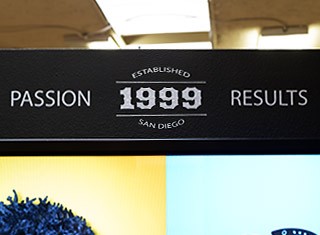 PASSION
ESTABLISHED
1999
SAN DIEGO
RESULTS